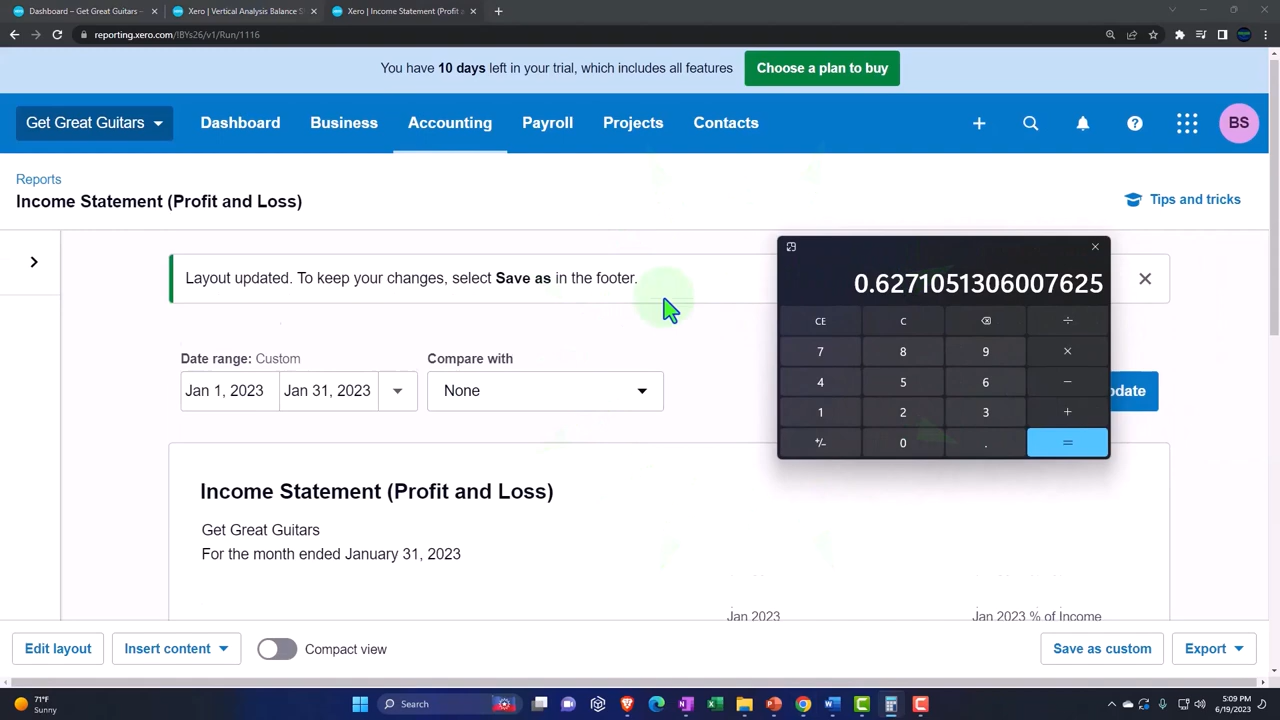 Dashboard – Get Great Guitars –
Xero | Vertical Analysis Balance S
Xero | Income Statement (Profit a
reporting.xero.com/!BYs26/v1/Run/1116
You have 10 days left in your trial, which includes all features
Choose a plan to buy
Get Great Guitars
Dashboard
Business
Accounting
Payroll
Projects
Contacts
BS
Reports
Income Statement (Profit and Loss)
Tips and tricks
Layout updated. To keep your changes, select Save as in the footer.
0.6271051306007625
CE C ÷
7 8 9 ×
4 5 6 −
1 2 3 +
+/− 0 . =
Date range: Custom
Compare with
Jan 1, 2023
Jan 31, 2023
None
pdate
Income Statement (Profit and Loss)
Get Great Guitars
For the month ended January 31, 2023
Jan 2023
Jan 2023 % of Income
Edit layout
Insert content
Compact view
Save as custom
Export
71°F
Sunny
Search
5:09 PM
6/19/2023